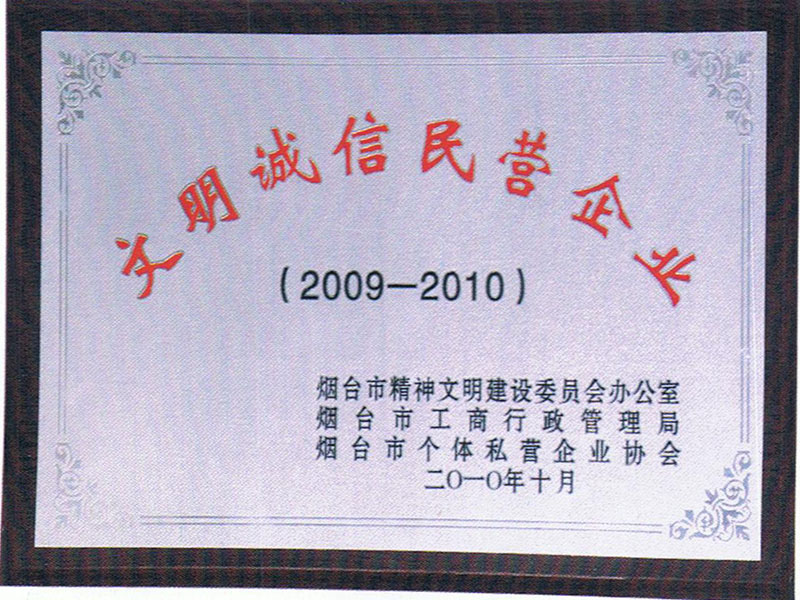 文明诚信民营企业
（2009－2010）
烟台市精神文明建设委员会办公室
烟台市工商行政管理局
烟台市个体私营企业协会
二〇一〇年十月